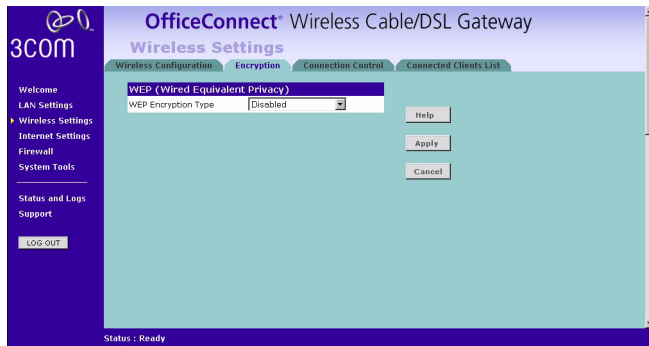 3COM
OfficeConnect® Wireless Cable/DSL Gateway
Wireless Settings
Wireless Configuration Encryption Connection Control Connected Clients List
Welcome
LAN Settings
Wireless Settings
Internet Settings
Firewall
System Tools
Status and Logs
Support
LOG OUT
WEP (Wired Equivalent Privacy)
WEP Encryption Type Disabled
Help
Apply
Cancel
Status : Ready